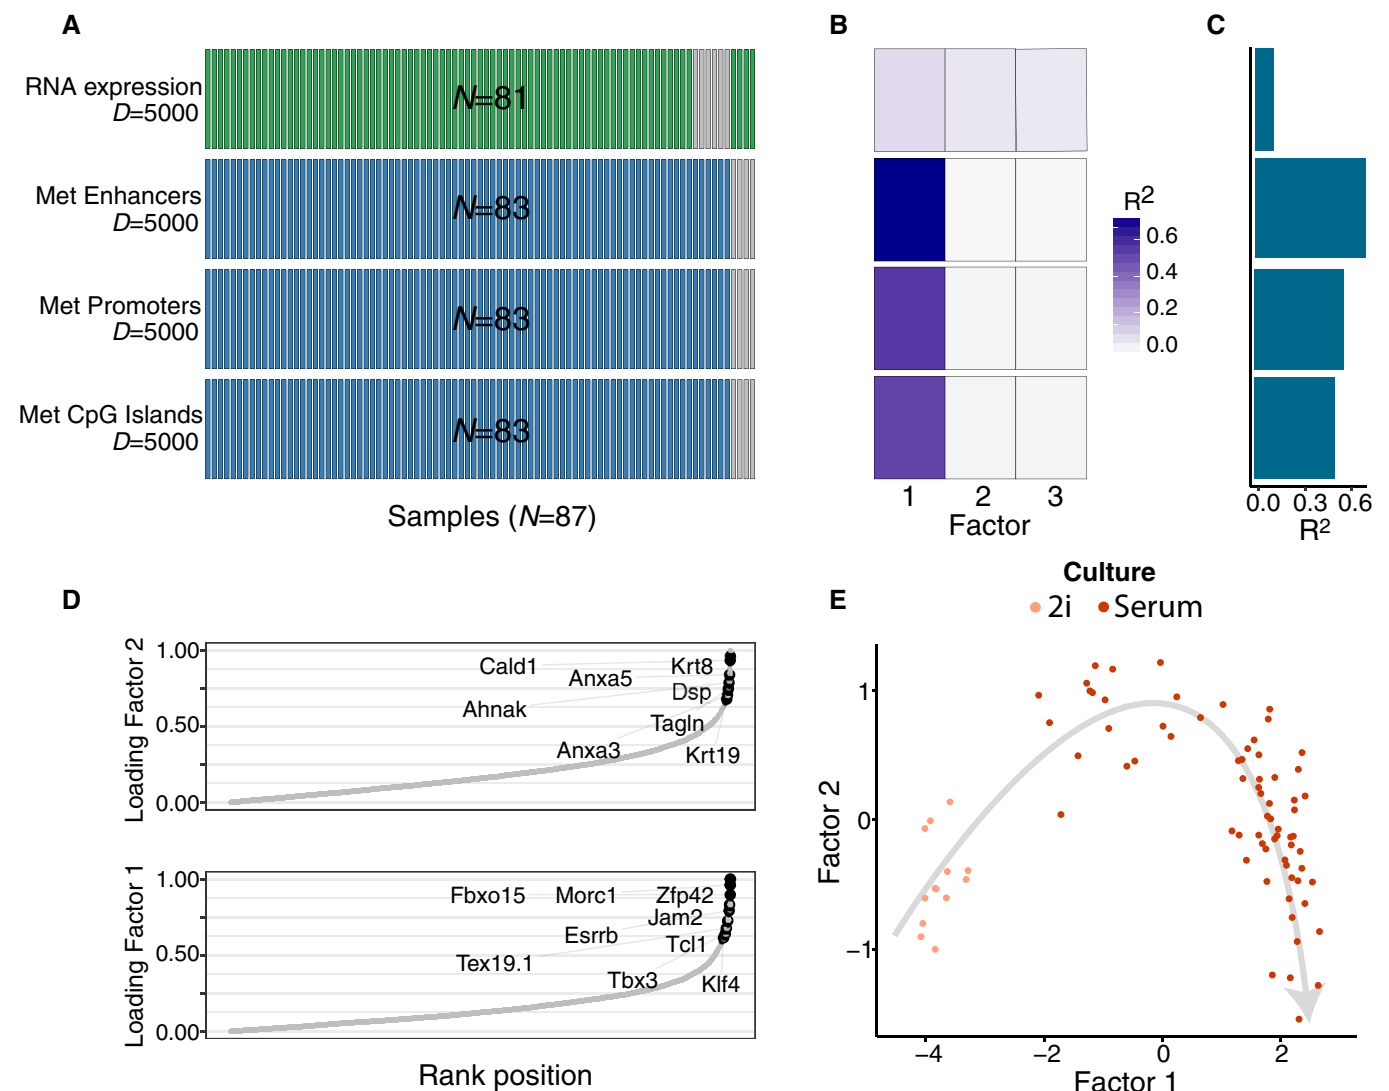 A
RNA expression
D=5000
N=81
Met Enhancers
D=5000
N=83
Met Promoters
D=5000
N=83
Met CpG Islands
D=5000
N=83
Samples (N=87)
B
1 2 3
Factor
R2
0.6
0.4
0.2
0.0
C
0.0 0.3 0.6
R2
D
Loading Factor 2
1.00
0.50
0.00
Cald1
Krt8
Anxa5
Dsp
Ahnak
Tagln
Anxa3
Krt19
Loading Factor 1
1.00
0.50
0.00
Fbxo15
Morc1
Zfp42
Jam2
Esrrb
Tcl1
Tex19.1
Tbx3
Klf4
Rank position
E
Culture
2i Serum
Factor 2
1
0
−1
−4 −2 0 2
Factor 1